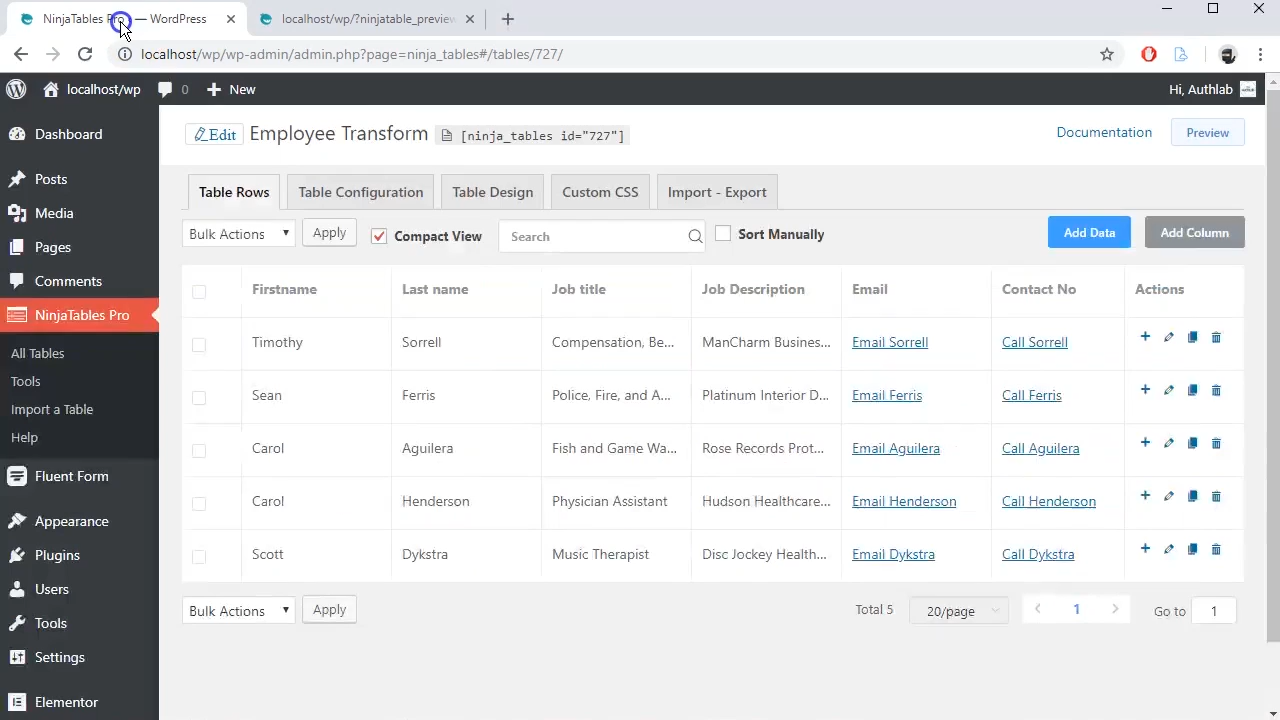 NinjaTables Pro — WordPress
localhost/wp/?ninjatable_preview
localhost/wp/wp-admin/admin.php?page=ninja_tables#/tables/727/
localhost/wp 0 New Hi, Authlab
Dashboard
Posts
Media
Pages
Comments
NinjaTables Pro
All Tables
Tools
Import a Table
Help
Fluent Form
Appearance
Plugins
Users
Tools
Settings
Elementor
Edit Employee Transform [ninja_tables id="727"] Documentation Preview
Table Rows Table Configuration Table Design Custom CSS Import - Export
Bulk Actions Apply Compact View Search Sort Manually Add Data Add Column
Firstname Last name Job title Job Description Email Contact No Actions
Timothy Sorrell Compensation, Be... ManCharm Busines... Email Sorrell Call Sorrell
Sean Ferris Police, Fire, and A... Platinum Interior D... Email Ferris Call Ferris
Carol Aguilera Fish and Game Wa... Rose Records Prot... Email Aguilera Call Aguilera
Carol Henderson Physician Assistant Hudson Healthcare... Email Henderson Call Henderson
Scott Dykstra Music Therapist Disc Jockey Health... Email Dykstra Call Dykstra
Bulk Actions Apply Total 5 20/page 1 Go to 1